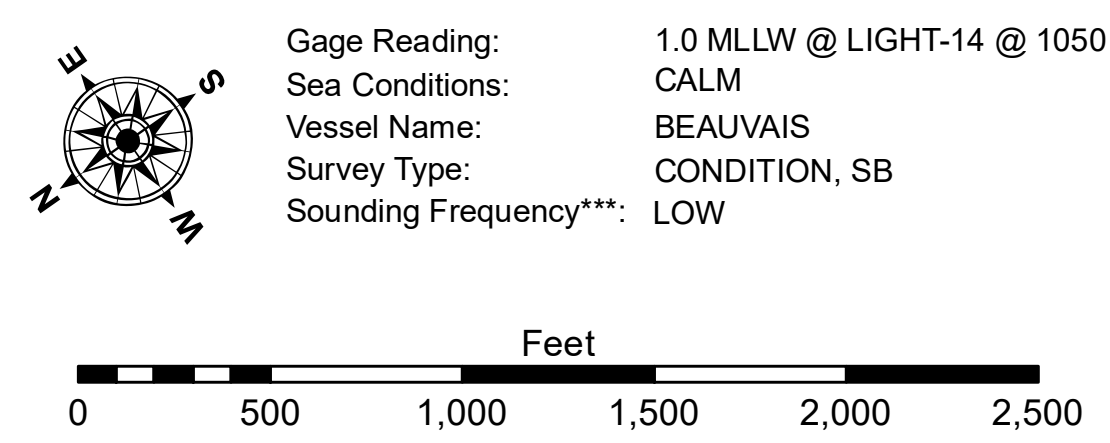 E
S
N
W
Gage Reading: 1.0 MLLW @ LIGHT-14 @ 1050
Sea Conditions: CALM
Vessel Name: BEAUVAIS
Survey Type: CONDITION, SB
Sounding Frequency***: LOW
Feet
0 500 1,000 1,500 2,000 2,500